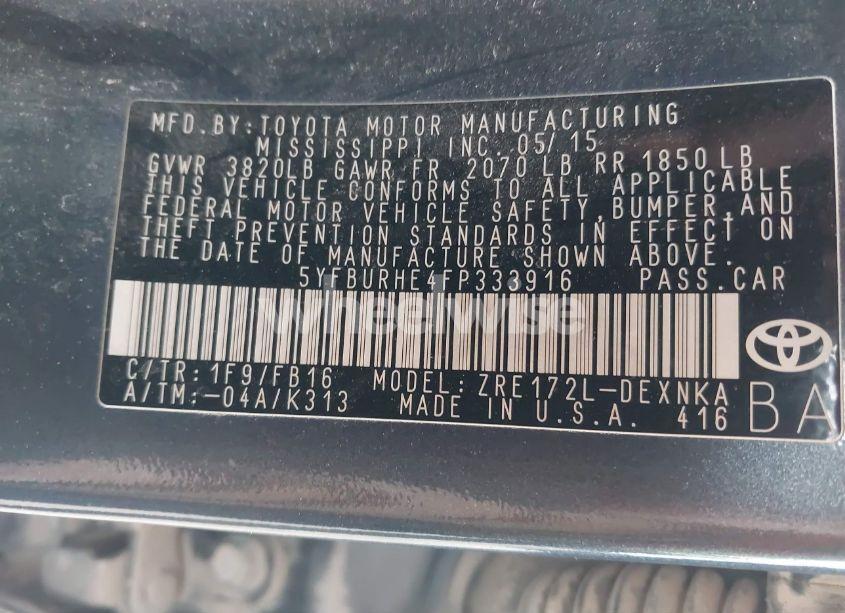 MFD.BY:TOYOTA MOTOR MANUFACTURING
MISSISSIPPI INC. 05/15
GVWR 3820LB GAWR FR 2070 LB RR 1850 LB
THIS VEHICLE CONFORMS TO ALL APPLICABLE
FEDERAL MOTOR VEHICLE SAFETY, BUMPER, AND
THEFT PREVENTION STANDARDS IN EFFECT ON
THE DATE OF MANUFACTURE SHOWN ABOVE.
5YFBURHE4FP333916 PASS.CAR
wheelwise
C/TR: 1F9/FB16 MODEL: ZRE172L-DEXNKA
A/TM:-04A/K313 MADE IN U.S.A. 416 BA